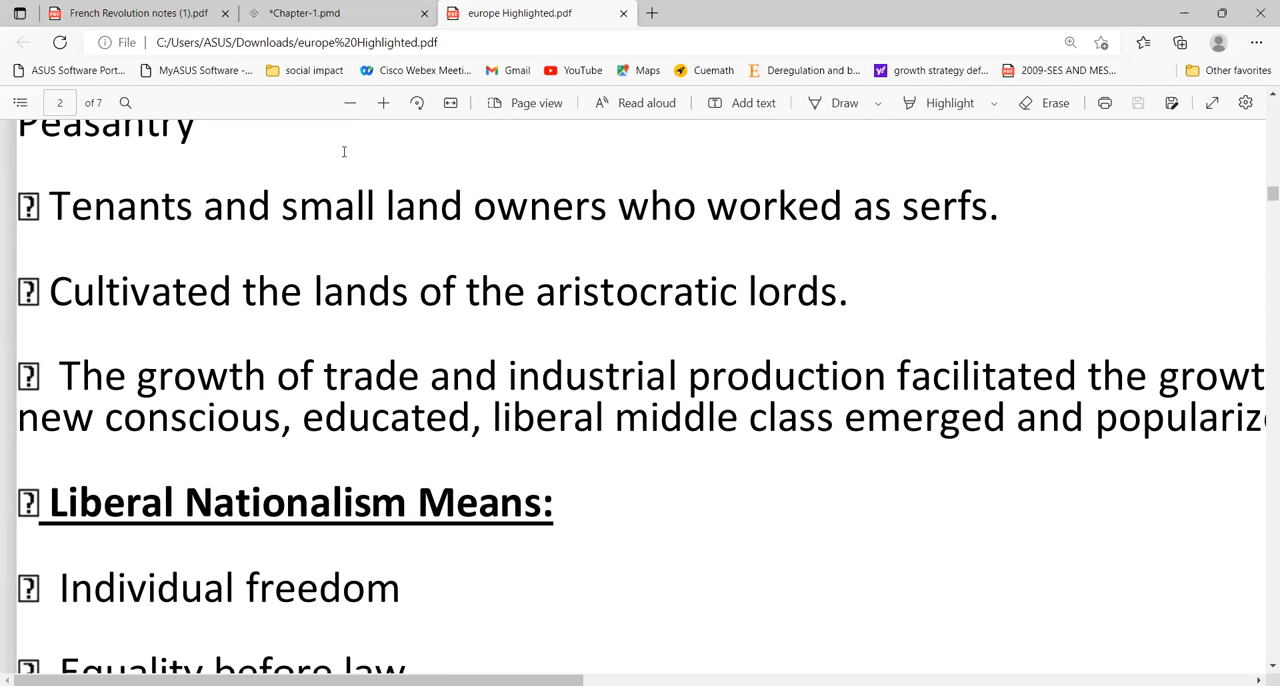 French Revolution notes (1).pdf
*Chapter-1.pmd
europe Highlighted.pdf
File
C:/Users/ASUS/Downloads/europe%20Highlighted.pdf
ASUS Software Port...
MyASUS Software -...
social impact
Cisco Webex Meeti...
Gmail
YouTube
Maps
Cuemath
Deregulation and b...
growth strategy def...
2009-SES AND MES...
Other favorites
2 of 7
Page view
Read aloud
Add text
Draw
Highlight
Erase
Peasantry
Tenants and small land owners who worked as serfs.
Cultivated the lands of the aristocratic lords.
The growth of trade and industrial production facilitated the growt
new conscious, educated, liberal middle class emerged and populariz
Liberal Nationalism Means:
Individual freedom
Equality before law